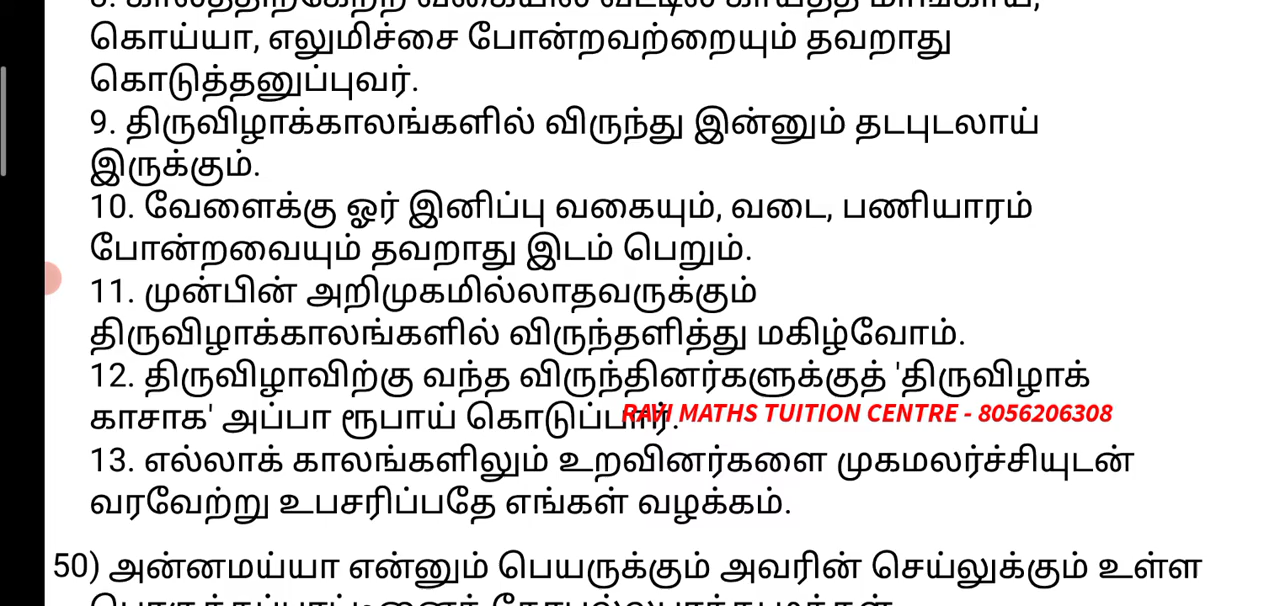 8. காலத்திற்கேற்ற வகையில் வீட்டில் காய்த்த மாங்காய்,
கொய்யா, எலுமிச்சை போன்றவற்றையும் தவறாது
கொடுத்தனுப்புவர்.
9. திருவிழாக்காலங்களில் விருந்து இன்னும் தடபுடலாய்
இருக்கும்.
10. வேளைக்கு ஓர் இனிப்பு வகையும், வடை, பணியாரம்
போன்றவையும் தவறாது இடம் பெறும்.
11. முன்பின் அறிமுகமில்லாதவருக்கும்
திருவிழாக்காலங்களில் விருந்தளித்து மகிழ்வோம்.
12. திருவிழாவிற்கு வந்த விருந்தினர்களுக்குத் 'திருவிழாக்
காசாக' அப்பா ரூபாய் கொடுப்பார்.
RAVI MATHS TUITION CENTRE - 8056206308
13. எல்லாக் காலங்களிலும் உறவினர்களை முகமலர்ச்சியுடன்
வரவேற்று உபசரிப்பதே எங்கள் வழக்கம்.
50) அன்னமய்யா என்னும் பெயருக்கும் அவரின் செய்லுக்கும் உள்ள